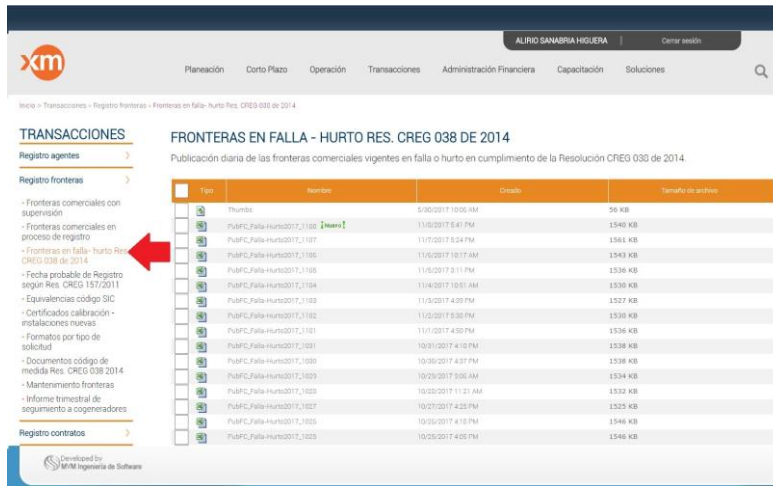 ALIRIO SANABRIA HIGUERA | Cerrar sesión
xm
Planeación Corto Plazo Operación Transacciones Administración Financiera Capacitación Soluciones
Inicio > Transacciones > Registro fronteras > Fronteras en falla- hurto Res. CREG 038 de 2014
TRANSACCIONES
Registro agentes >
Registro fronteras >
- Fronteras comerciales con
supervisión
- Fronteras comerciales en
proceso de registro
- Fronteras en falla- hurto Res
CREG 038 de 2014
- Fecha probable de Registro
según Res. CREG 157/2011
- Equivalencias código SIC
- Certificados calibración -
instalaciones nuevas
- Formatos por tipo de
solicitud
- Documentos código de
medida Res. CREG 038 2014
- Mantenimiento fronteras
- Informe trimestral de
seguimiento a cogeneradores
Registro contratos >
FRONTERAS EN FALLA - HURTO RES. CREG 038 DE 2014
Publicación diaria de las fronteras comerciales vigentes en falla o hurto en cumplimiento de la Resolución CREG 038 de 2014.
Tipo Nombre Creado Tamaño de archivo
Thumbs 5/30/2017 10:05 AM 56 KB
PubFC_Falla-Hurto2017_1108 ¡Nuevo! 11/8/2017 5:41 PM 1540 KB
PubFC_Falla-Hurto2017_1107 11/7/2017 5:24 PM 1561 KB
PubFC_Falla-Hurto2017_1106 11/6/2017 10:17 AM 1543 KB
PubFC_Falla-Hurto2017_1105 11/5/2017 3:11 PM 1536 KB
PubFC_Falla-Hurto2017_1104 11/4/2017 10:51 AM 1530 KB
PubFC_Falla-Hurto2017_1103 11/3/2017 4:39 PM 1527 KB
PubFC_Falla-Hurto2017_1102 11/2/2017 5:30 PM 1530 KB
PubFC_Falla-Hurto2017_1101 11/1/2017 4:50 PM 1536 KB
PubFC_Falla-Hurto2017_1031 10/31/2017 4:10 PM 1538 KB
PubFC_Falla-Hurto2017_1030 10/30/2017 4:37 PM 1538 KB
PubFC_Falla-Hurto2017_1029 10/29/2017 9:06 AM 1534 KB
PubFC_Falla-Hurto2017_1028 10/28/2017 11:21 AM 1532 KB
PubFC_Falla-Hurto2017_1027 10/27/2017 4:25 PM 1525 KB
PubFC_Falla-Hurto2017_1026 10/26/2017 4:10 PM 1546 KB
PubFC_Falla-Hurto2017_1025 10/25/2017 4:05 PM 1546 KB
Developed by
MVM Ingeniería de Software